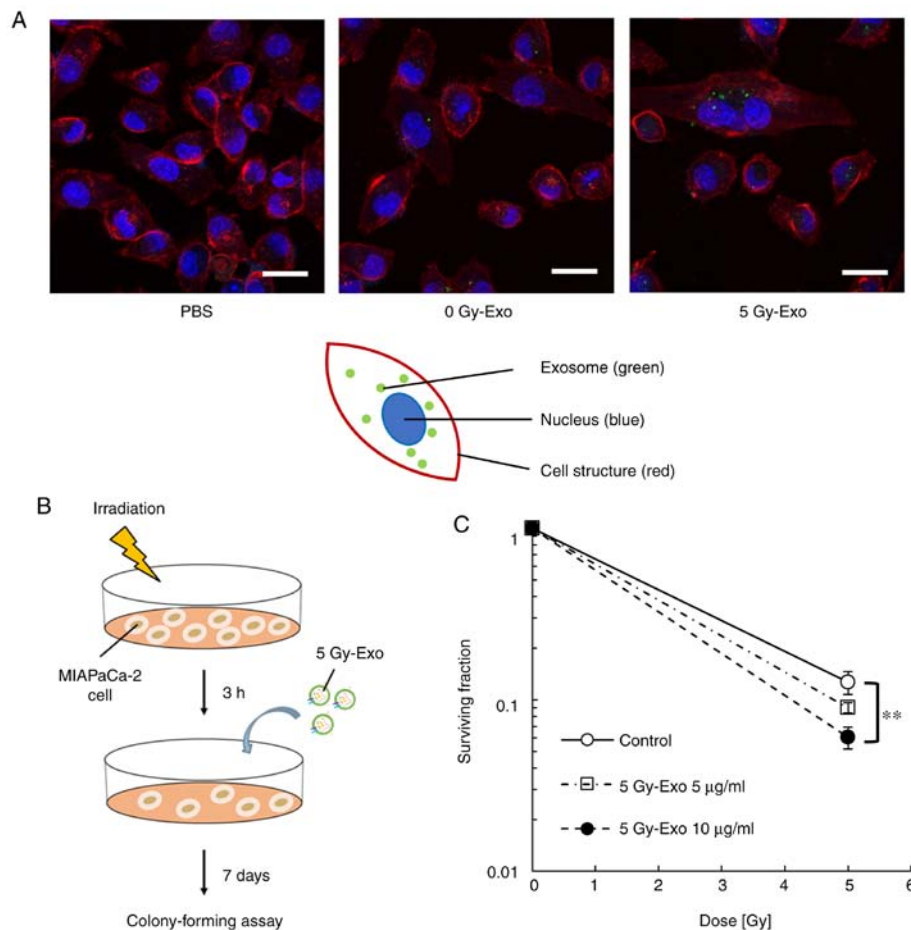 A
PBS
0 Gy-Exo
5 Gy-Exo
Exosome (green)
Nucleus (blue)
Cell structure (red)
B
Irradiation
MIAPaCa-2
cell
3 h
5 Gy-Exo
7 days
Colony-forming assay
C
Surviving fraction
1
0.1
0.01
**
Control
5 Gy-Exo 5 μg/ml
5 Gy-Exo 10 μg/ml
0 1 2 3 4 5 6
Dose [Gy]